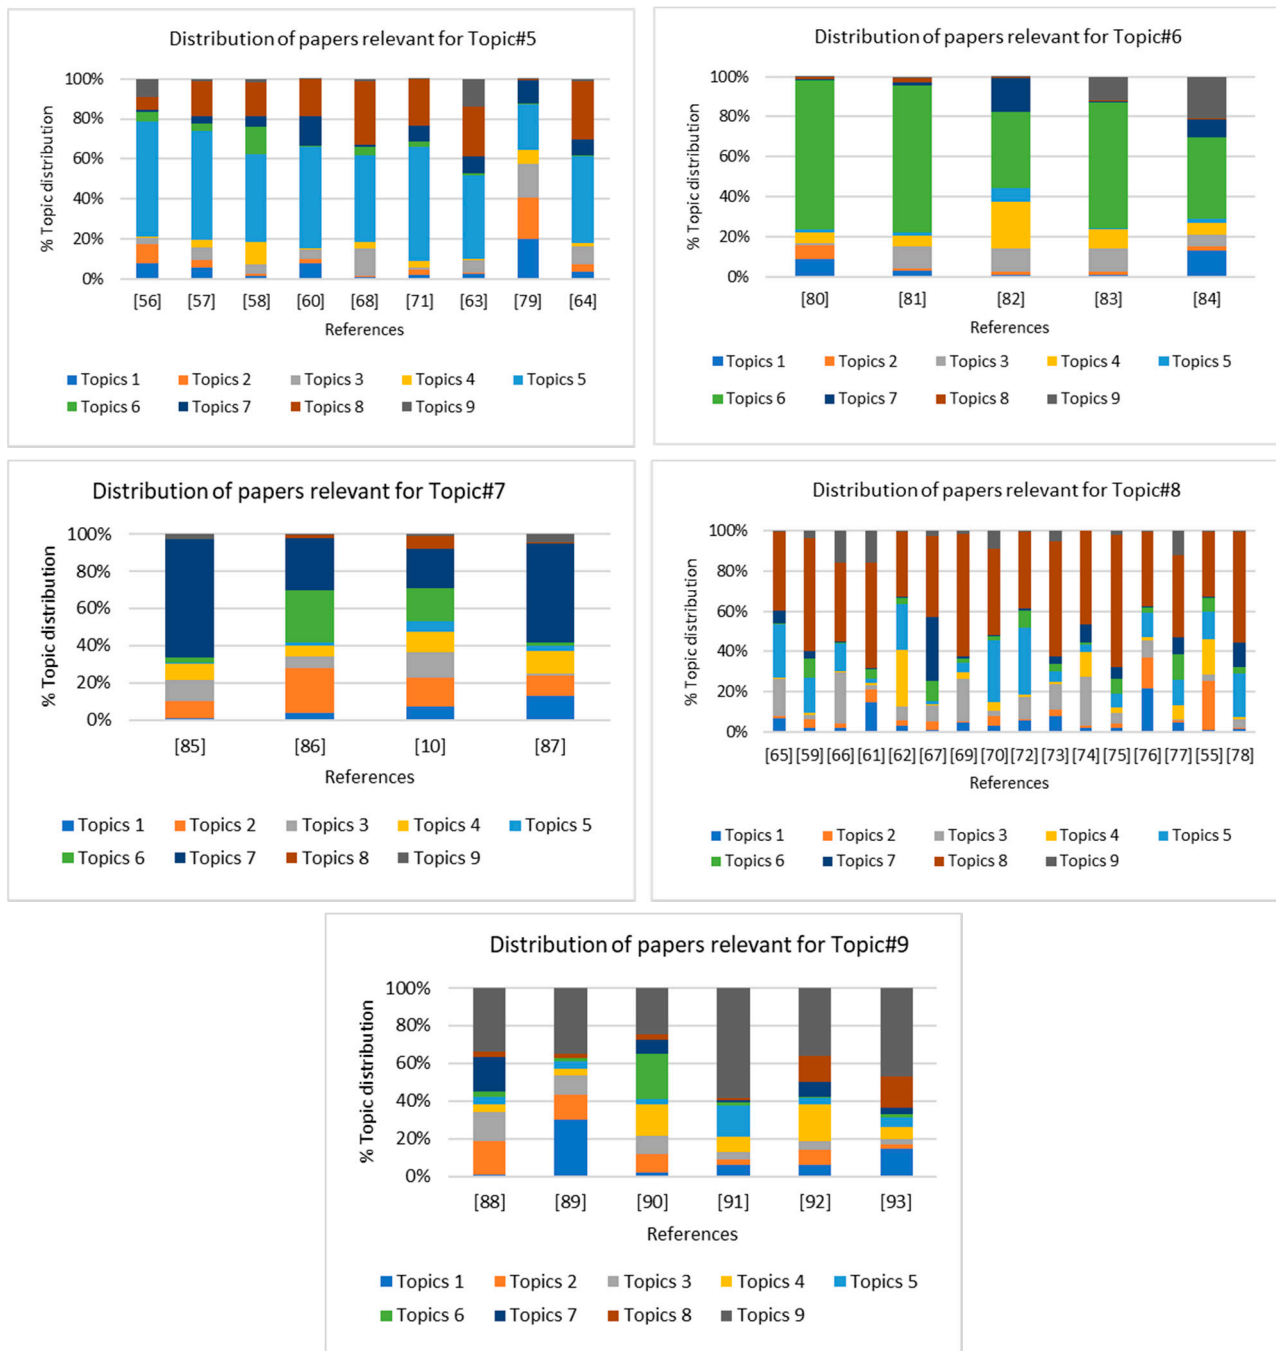 Distribution of papers relevant for Topic#5
% Topic distribution
100%
80%
60%
40%
20%
0%
[56] [57] [58] [60] [68] [71] [63] [79] [64]
References
Topics 1 Topics 2 Topics 3 Topics 4 Topics 5
Topics 6 Topics 7 Topics 8 Topics 9
Distribution of papers relevant for Topic#6
% Topic distribution
100%
80%
60%
40%
20%
0%
[80] [81] [82] [83] [84]
References
Topics 1 Topics 2 Topics 3 Topics 4 Topics 5
Topics 6 Topics 7 Topics 8 Topics 9
Distribution of papers relevant for Topic#7
% Topic distribution
100%
80%
60%
40%
20%
0%
[85] [86] [10] [87]
References
Topics 1 Topics 2 Topics 3 Topics 4 Topics 5
Topics 6 Topics 7 Topics 8 Topics 9
Distribution of papers relevant for Topic#8
% Topic distribution
100%
80%
60%
40%
20%
0%
[65] [59] [66] [61] [62] [67] [69] [70] [72] [73] [74] [75] [76] [77] [55] [78]
References
Topics 1 Topics 2 Topics 3 Topics 4 Topics 5
Topics 6 Topics 7 Topics 8 Topics 9
Distribution of papers relevant for Topic#9
% Topic distribution
100%
80%
60%
40%
20%
0%
[88] [89] [90] [91] [92] [93]
References
Topics 1 Topics 2 Topics 3 Topics 4 Topics 5
Topics 6 Topics 7 Topics 8 Topics 9